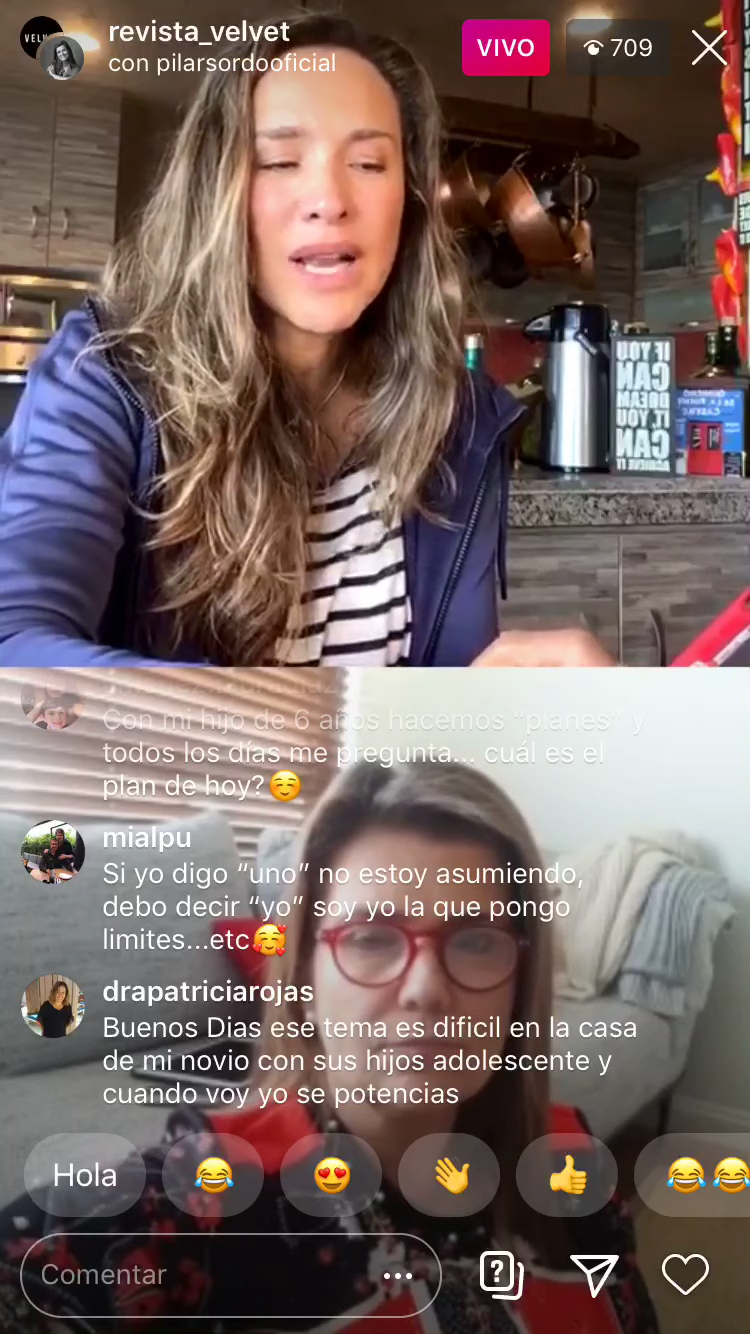 VELV
revista_velvet
con pilarsordooficial
VIVO
709
IF YOU
CAN
DREAM
IT, YOU
CAN
ACHIEVE IT
Con mi hijo de 6 años hacemos "planes" y
todos los días me pregunta... cuál es el
plan de hoy?☺️
mialpu
Si yo digo "uno" no estoy asumiendo,
debo decir "yo" soy yo la que pongo
limites...etc🥰
drapatriciarojas
Buenos Dias ese tema es dificil en la casa
de mi novio con sus hijos adolescente y
cuando voy yo se potencias
Hola
😂
😍
👋
👍
😂😂
Comentar